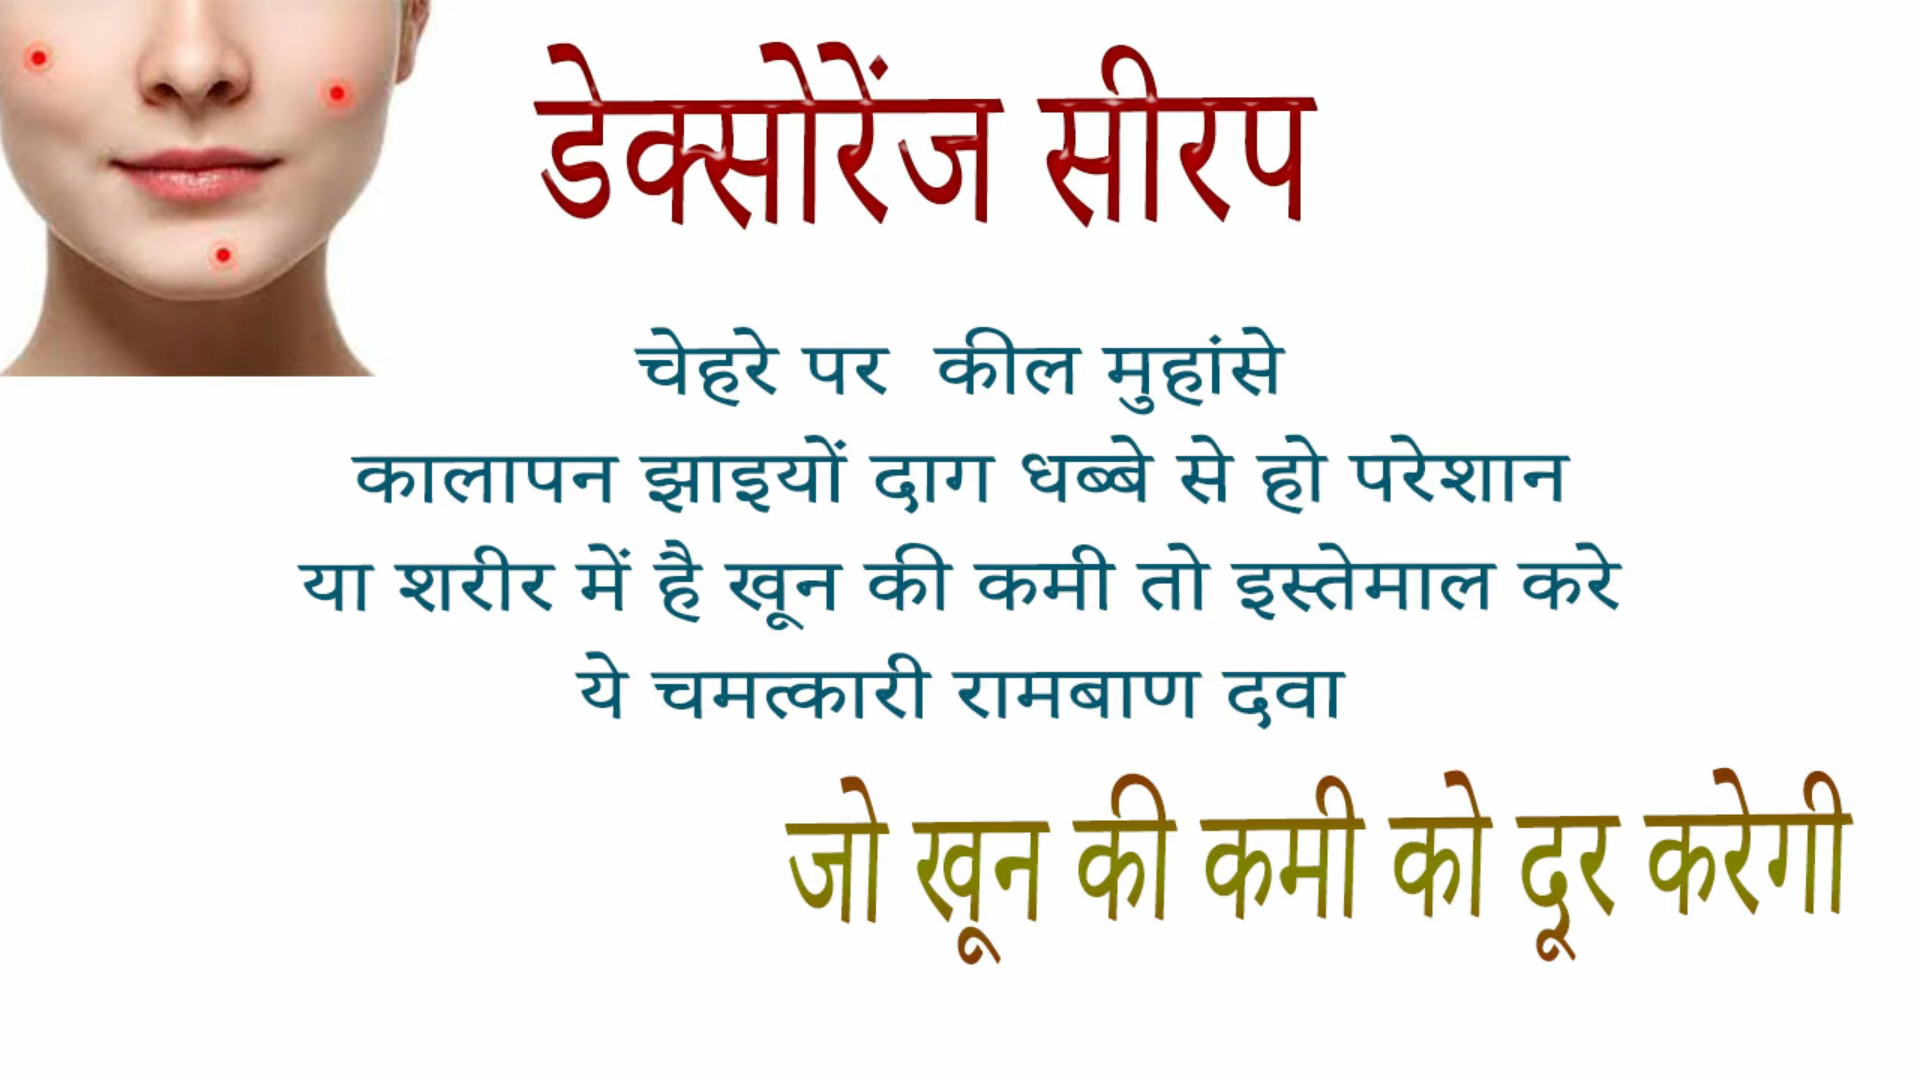 डेक्सोरेंज सीरप
चेहरे पर कील मुहांसे
कालापन झाइयों दाग धब्बे से हो परेशान
या शरीर में है खून की कमी तो इस्तेमाल करे
ये चमत्कारी रामबाण दवा
जो खून की कमी को दूर करेगी